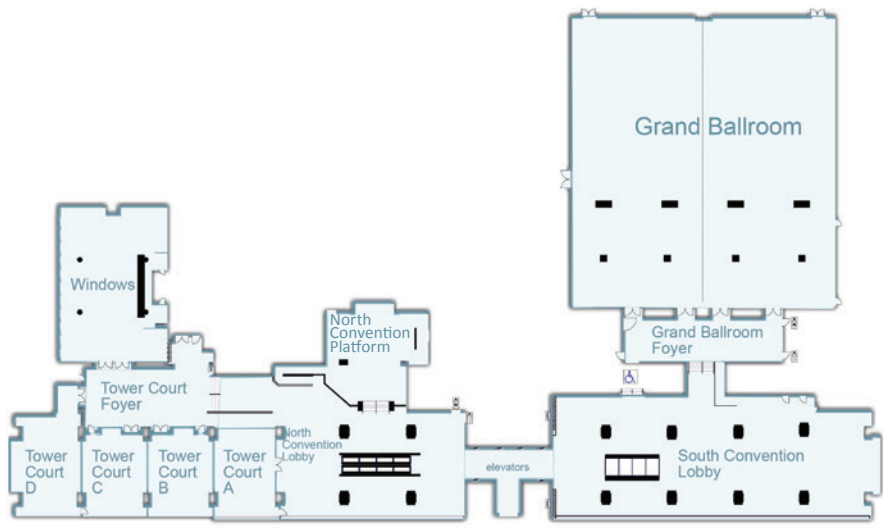 Grand Ballroom
Windows
North
Convention
Platform
Grand Ballroom
Foyer
Tower Court
Foyer
Tower
Court
D
Tower
Court
C
Tower
Court
B
Tower
Court
A
North
Convention
Lobby
elevators
South Convention
Lobby